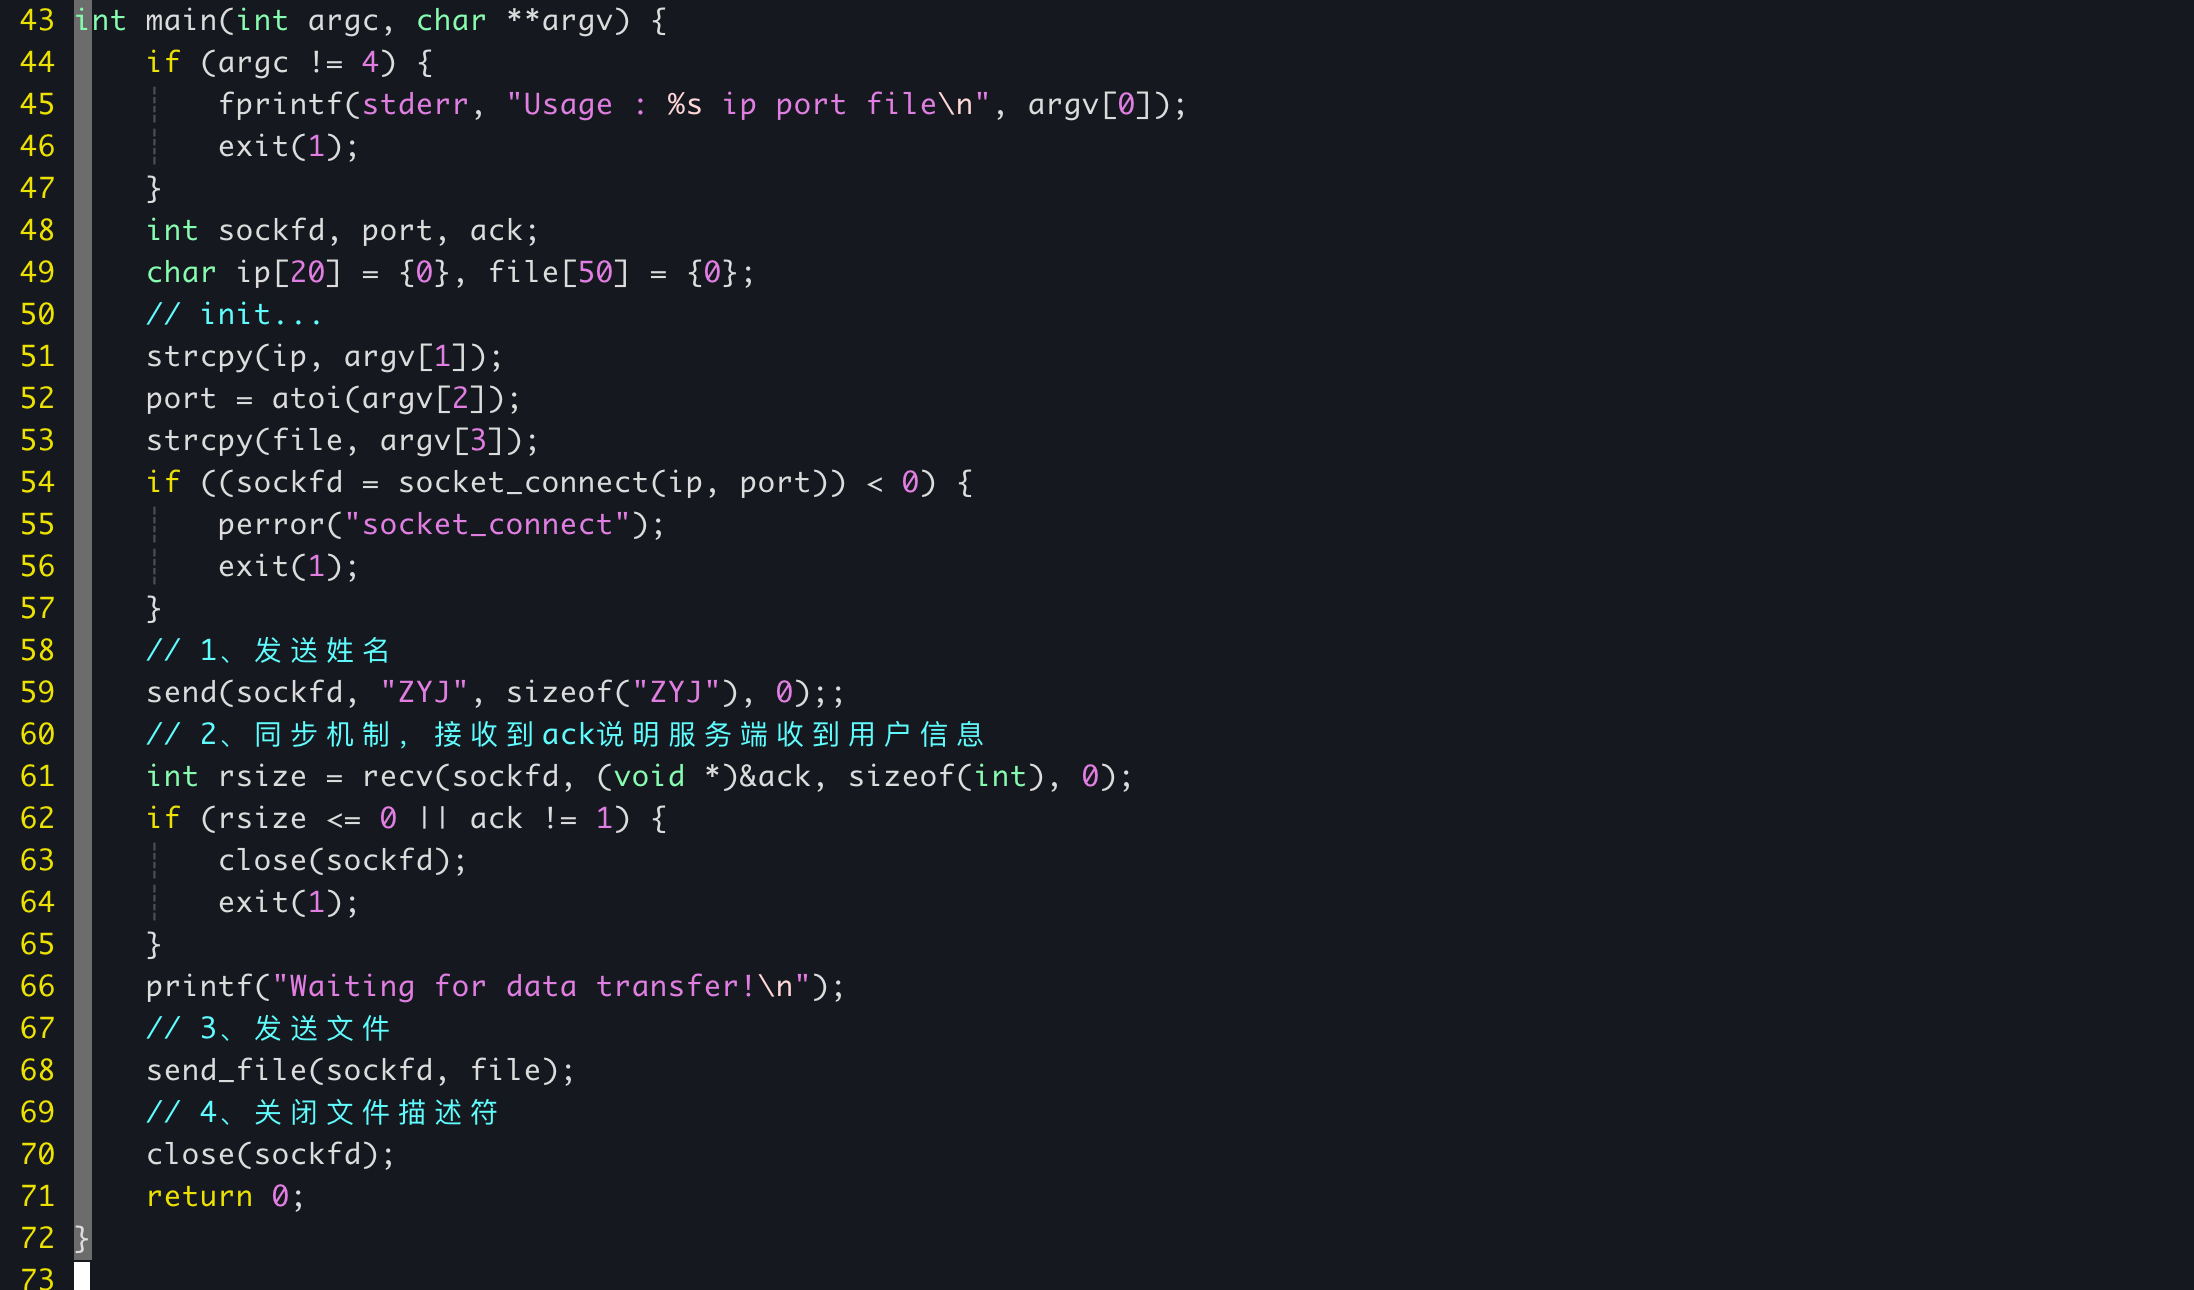 43 int main(int argc, char **argv) {
44     if (argc != 4) {
45         fprintf(stderr, "Usage : %s ip port file\n", argv[0]);
46         exit(1);
47     }
48     int sockfd, port, ack;
49     char ip[20] = {0}, file[50] = {0};
50     // init...
51     strcpy(ip, argv[1]);
52     port = atoi(argv[2]);
53     strcpy(file, argv[3]);
54     if ((sockfd = socket_connect(ip, port)) < 0) {
55         perror("socket_connect");
56         exit(1);
57     }
58     // 1、发送姓名
59     send(sockfd, "ZYJ", sizeof("ZYJ"), 0);;
60     // 2、同步机制，接收到ack说明服务端收到用户信息
61     int rsize = recv(sockfd, (void *)&ack, sizeof(int), 0);
62     if (rsize <= 0 || ack != 1) {
63         close(sockfd);
64         exit(1);
65     }
66     printf("Waiting for data transfer!\n");
67     // 3、发送文件
68     send_file(sockfd, file);
69     // 4、关闭文件描述符
70     close(sockfd);
71     return 0;
72 }
73